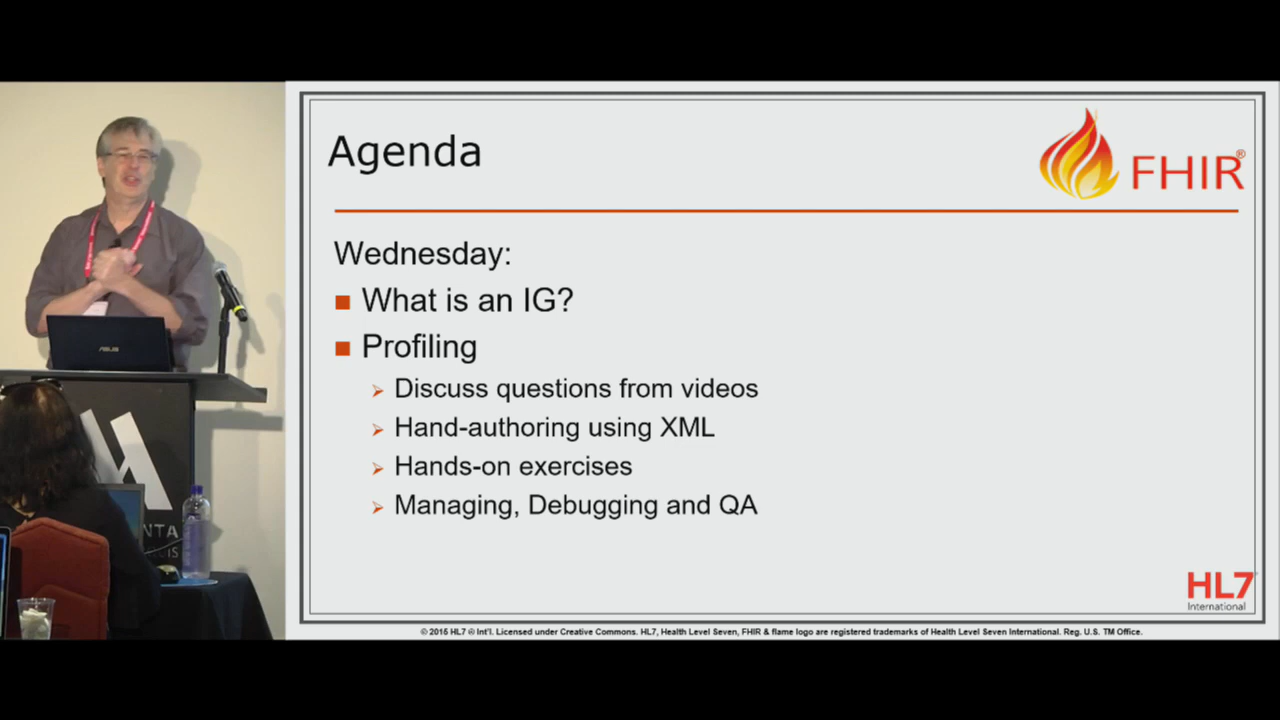 Agenda
FHIR®
Wednesday:
What is an IG?
Profiling
Discuss questions from videos
Hand-authoring using XML
Hands-on exercises
Managing, Debugging and QA
HL7
International
© 2015 HL7 ® Int'l. Licensed under Creative Commons. HL7, Health Level Seven, FHIR & flame logo are registered trademarks of Health Level Seven International. Reg. U.S. TM Office.
ASUS